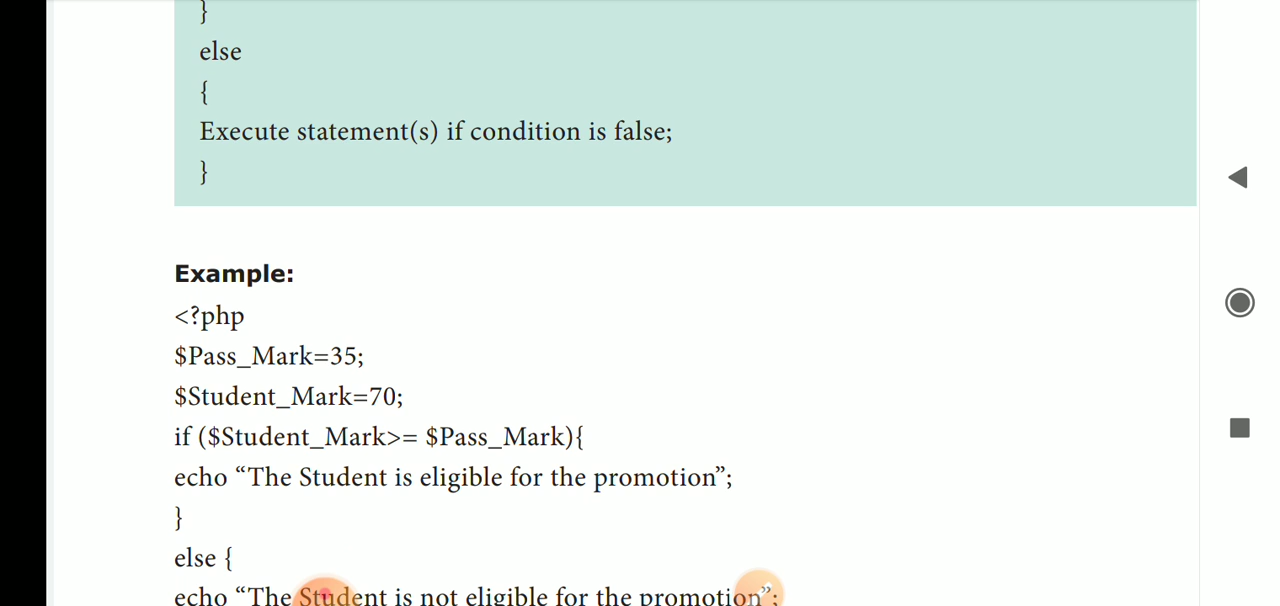 }
else
{
Execute statement(s) if condition is false;
}
Example:
<?php
$Pass_Mark=35;
$Student_Mark=70;
if ($Student_Mark>= $Pass_Mark){
echo “The Student is eligible for the promotion”;
}
else {
echo “The Student is not eligible for the promotion”;